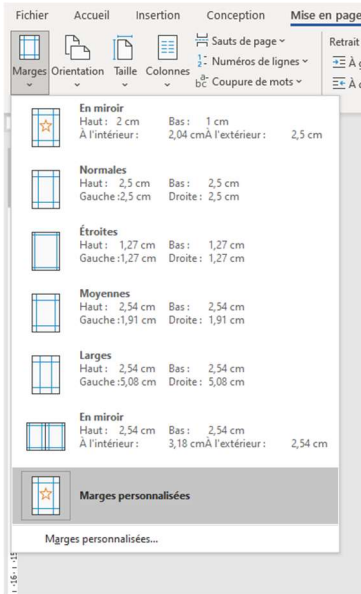 Fichier Accueil Insertion Conception Mise en page
Marges Orientation Taille Colonnes
Sauts de page
Numéros de lignes
Coupure de mots
Retrait
À g
À d
En miroir
Haut : 2 cm Bas : 1 cm
À l'intérieur : 2,04 cm À l'extérieur : 2,5 cm
Normales
Haut : 2,5 cm Bas : 2,5 cm
Gauche :2,5 cm Droite : 2,5 cm
Étroites
Haut : 1,27 cm Bas : 1,27 cm
Gauche :1,27 cm Droite : 1,27 cm
Moyennes
Haut : 2,54 cm Bas : 2,54 cm
Gauche :1,91 cm Droite : 1,91 cm
Larges
Haut : 2,54 cm Bas : 2,54 cm
Gauche :5,08 cm Droite : 5,08 cm
En miroir
Haut : 2,54 cm Bas : 2,54 cm
À l'intérieur : 3,18 cm À l'extérieur : 2,54 cm
Marges personnalisées
Marges personnalisées...